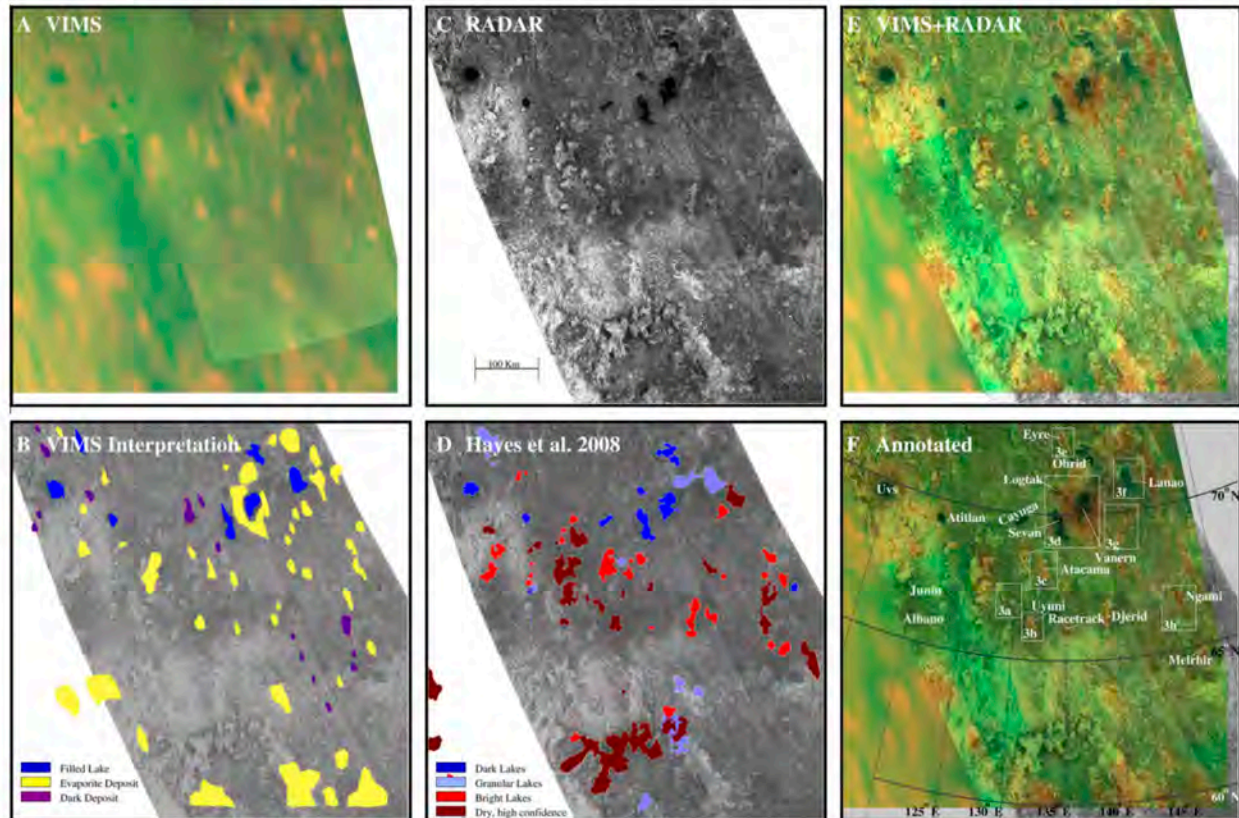 A VIMS
C RADAR
100 Km
E VIMS+RADAR
B VIMS Interpretation
Filled Lake
Evaporite Deposit
Dark Deposit
D Hayes et al. 2008
Dark Lakes
Granular Lakes
Bright Lakes
Dry, high confidence
F Annotated
Eyre
3e
Ohrid
Logtak
3f
Lanao
70° N
Uvs
Cayuga
Atitlan
Sevan
3d
3g
Vanern
Atacama
3c
Junin
Ngami
3a
Uyuni
Albano
Racetrack
Djerid
3b
3h
65° N
Melrhir
60° N
125° E
130° E
135° E
140° E
145° E